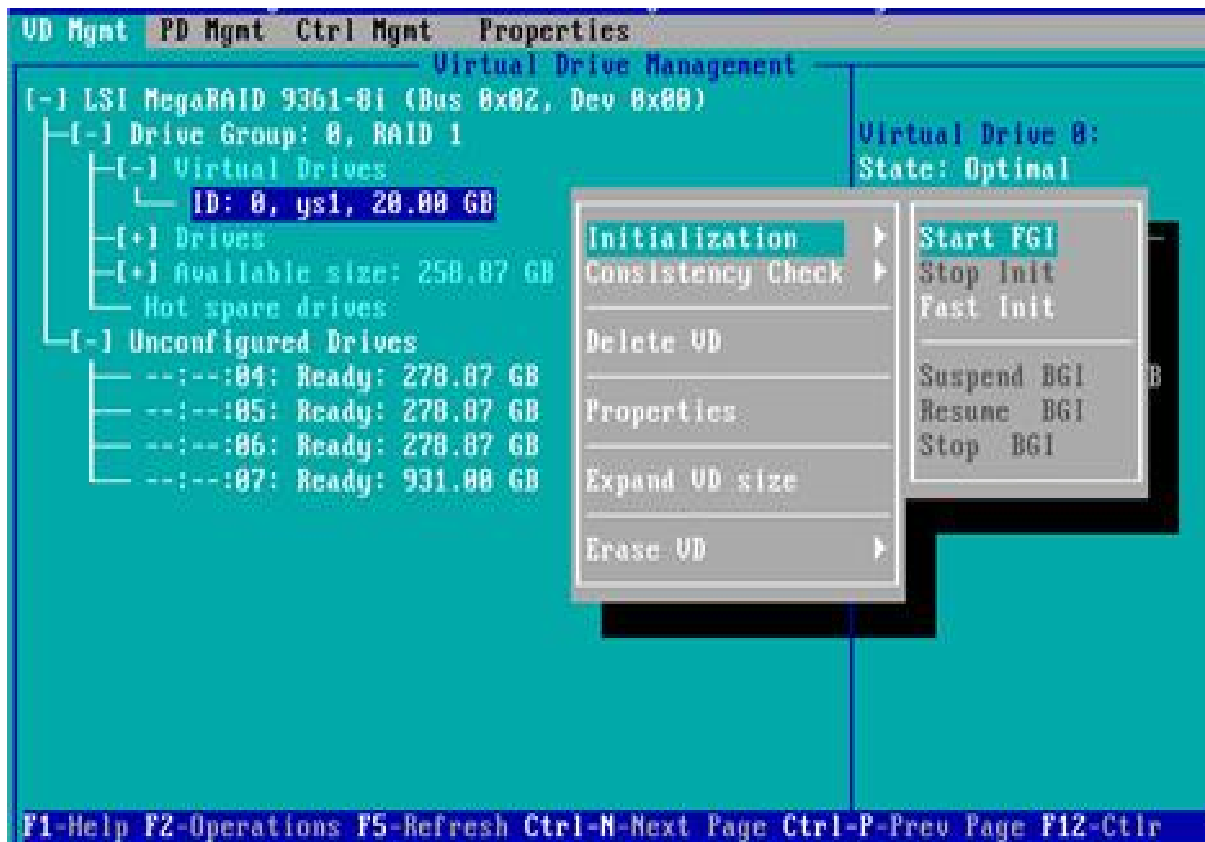 VD Mgmt PD Mgmt Ctrl Mgmt Properties
Virtual Drive Management
[-] LSI MegaRAID 9361-8i (Bus 0x02, Dev 0x00)
[-] Drive Group: 0, RAID 1
Virtual Drive 0:
[-] Virtual Drives
State: Optimal
ID: 0, ys1, 20.00 GB
[+] Drives
[+] Available size: 258.87 GB
Hot spare drives
[-] Unconfigured Drives
--:--:04: Ready: 278.87 GB
--:--:05: Ready: 278.87 GB
--:--:06: Ready: 278.87 GB
--:--:07: Ready: 931.00 GB
Initialization
Consistency Check
Delete VD
Properties
Expand VD size
Erase VD
Start FGI
Stop Init
Fast Init
Suspend BGI
Resume BGI
Stop BGI
B
F1-Help F2-Operations F5-Refresh Ctrl-N-Next Page Ctrl-P-Prev Page F12-Ctlr